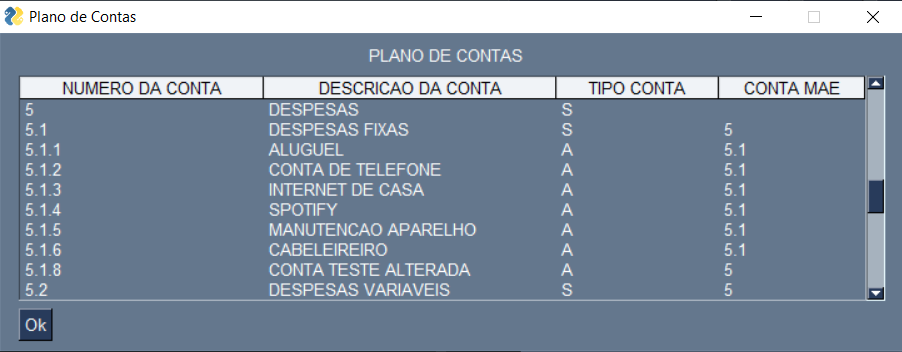 Plano de Contas
PLANO DE CONTAS
NUMERO DA CONTA DESCRICAO DA CONTA TIPO CONTA CONTA MAE
5 DESPESAS S
5.1 DESPESAS FIXAS S 5
5.1.1 ALUGUEL A 5.1
5.1.2 CONTA DE TELEFONE A 5.1
5.1.3 INTERNET DE CASA A 5.1
5.1.4 SPOTIFY A 5.1
5.1.5 MANUTENCAO APARELHO A 5.1
5.1.6 CABELEIREIRO A 5.1
5.1.8 CONTA TESTE ALTERADA A 5
5.2 DESPESAS VARIAVEIS S 5
Ok